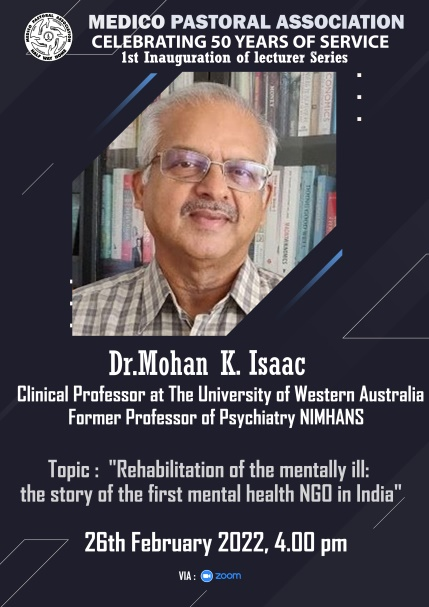 MEDICO PASTORAL ASSOCIATION
CELEBRATING 50 YEARS OF SERVICE
1st Inauguration of lecturer Series
Dr.Mohan K. Isaac
Clinical Professor at The University of Western Australia
Former Professor of Psychiatry NIMHANS
Topic : "Rehabilitation of the mentally ill:
the story of the first mental health NGO in India"
26th February 2022, 4.00 pm
VIA : zoom